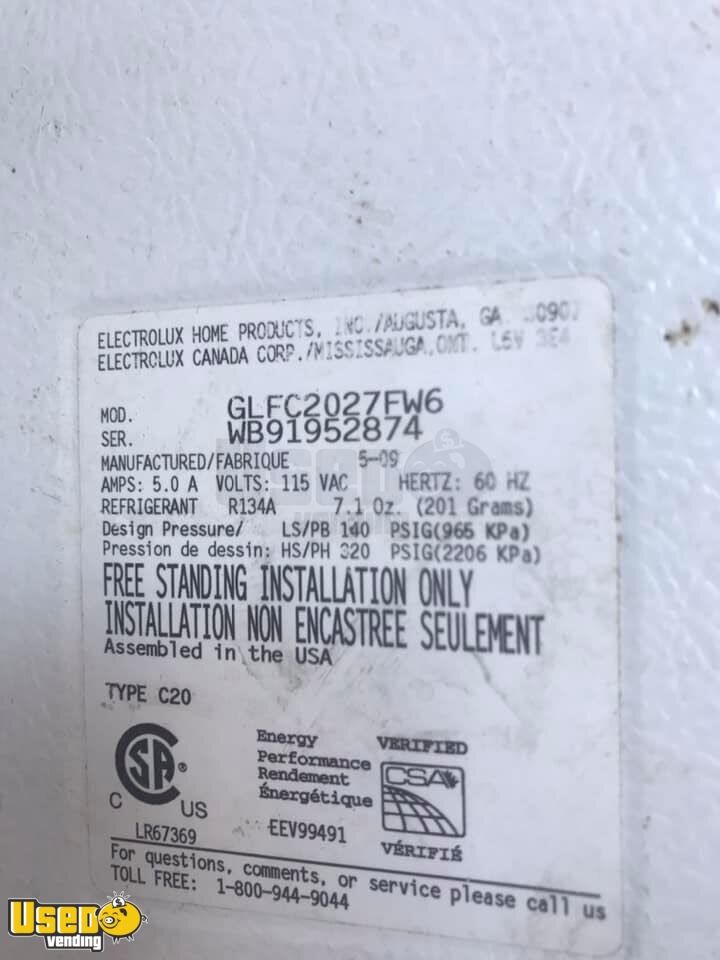 ELECTROLUX HOME PRODUCTS, INC./AUGUSTA, GA.
ELECTROLUX CANADA CORP./MISSISSAUGA,ONT. L5V 3E4
MOD. GLFC2027FW6
SER. WB91952874
MANUFACTURED/FABRIQUE 5-09
AMPS: 5.0 A VOLTS: 115 VAC HERTZ: 60 HZ
REFRIGERANT R134A 7.1 Oz. (201 Grams)
Design Pressure/ LS/PB 140 PSIG(965 KPa)
Pression de dessin: HS/PH 320 PSIG(2206 KPa)
FREE STANDING INSTALLATION ONLY
INSTALLATION NON ENCASTREE SEULEMENT
Assembled in the USA
TYPE C20
SA ®
C US
LR67369
Energy
Performance
Rendement
Énergétique
EEV99491
VERIFIED
CSA
VÉRIFIÉ
For questions, comments, or service please call us
TOLL FREE: 1-800-944-9044
Used
vending